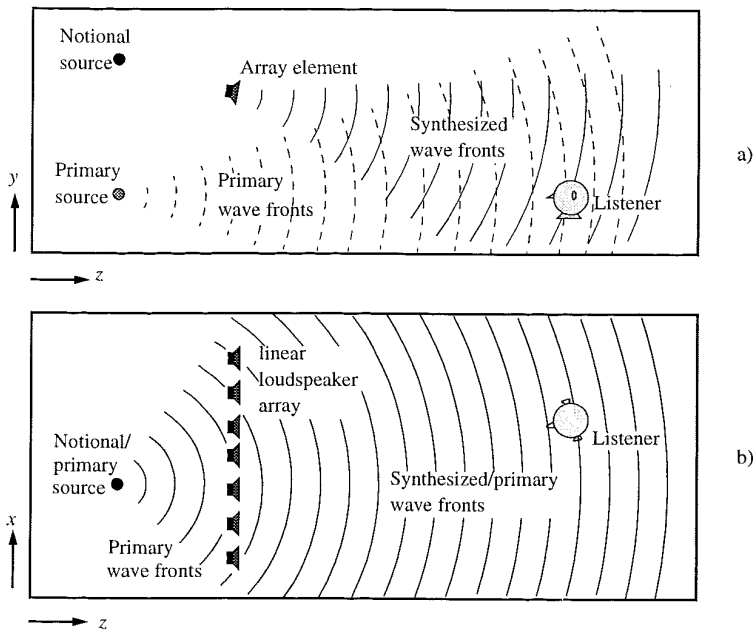 Notional
source
Array element
Synthesized
wave fronts
Primary
source
Primary
wave fronts
Listener
y
z
a)
linear
loudspeaker
array
Notional/
primary
source
Listener
Synthesized/primary
wave fronts
Primary
wave fronts
x
z
b)